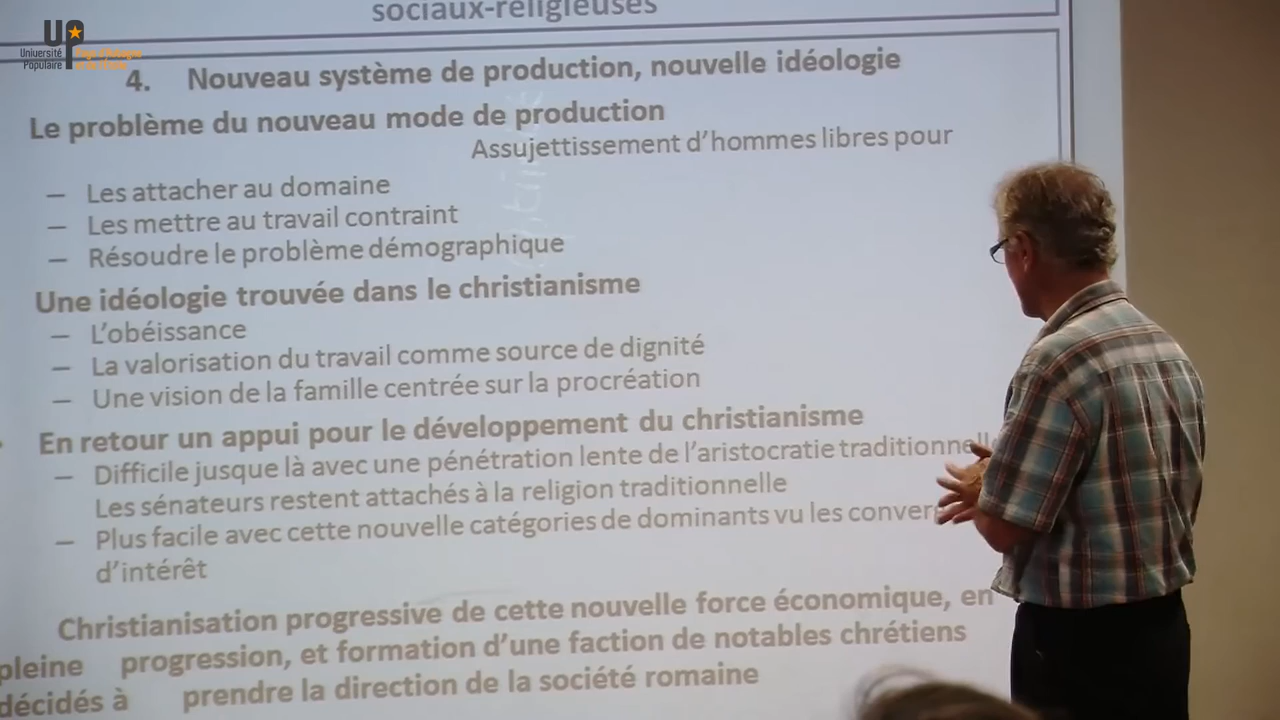 sociaux-religieuses
UP
Université
Populaire
4. Nouveau système de production, nouvelle idéologie
Le problème du nouveau mode de production
Assujettissement d'hommes libres pour
– Les attacher au domaine
– Les mettre au travail contraint
– Résoudre le problème démographique
Une idéologie trouvée dans le christianisme
– L'obéissance
– La valorisation du travail comme source de dignité
– Une vision de la famille centrée sur la procréation
En retour un appui pour le développement du christianisme
– Difficile jusque là avec une pénétration lente de l'aristocratie traditionnelle
Les sénateurs restent attachés à la religion traditionnelle
– Plus facile avec cette nouvelle catégories de dominants vu les
d'intérêt
Christianisation progressive de cette nouvelle force économique, en
pleine progression, et formation d'une faction de notables chrétiens
décidés à prendre la direction de la société romaine